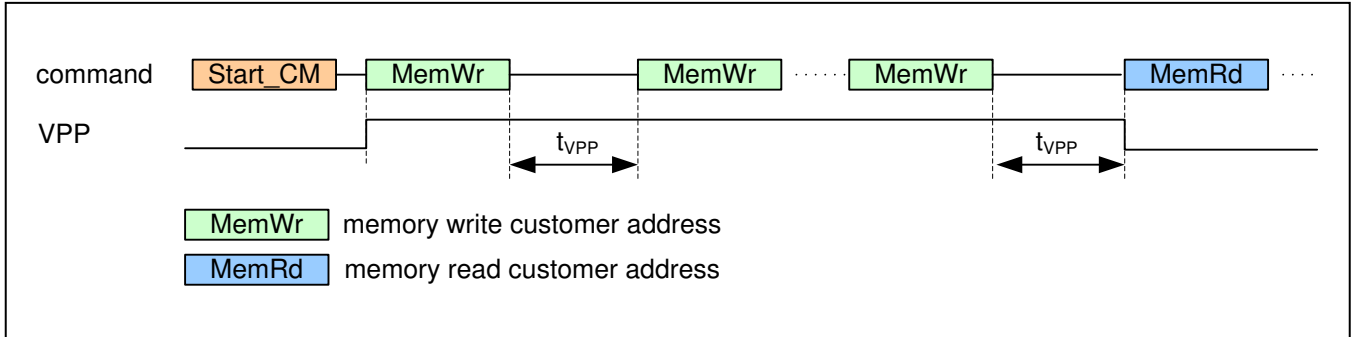 command Start_CM MemWr MemWr ...... MemWr MemRd ....
VPP
tVPP tVPP
MemWr memory write customer address
MemRd memory read customer address